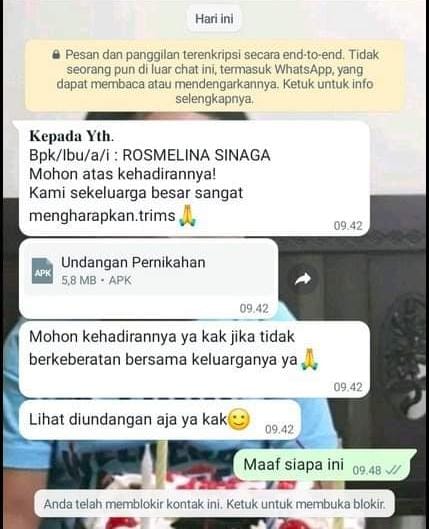 Hari ini
🔒 Pesan dan panggilan terenkripsi secara end-to-end. Tidak
seorang pun di luar chat ini, termasuk WhatsApp, yang
dapat membaca atau mendengarkannya. Ketuk untuk info
selengkapnya.
Kepada Yth.
Bpk/Ibu/a/i : ROSMELINA SINAGA
Mohon atas kehadirannya!
Kami sekeluarga besar sangat
mengharapkan.trims🙏
09.42
APK
Undangan Pernikahan
5,8 MB • APK
09.42
Mohon kehadirannya ya kak jika tidak
berkeberatan bersama keluarganya ya🙏
09.42
Lihat diundangan aja ya kak🙂
09.42
Maaf siapa ini
09.48
Anda telah memblokir kontak ini. Ketuk untuk membuka blokir.